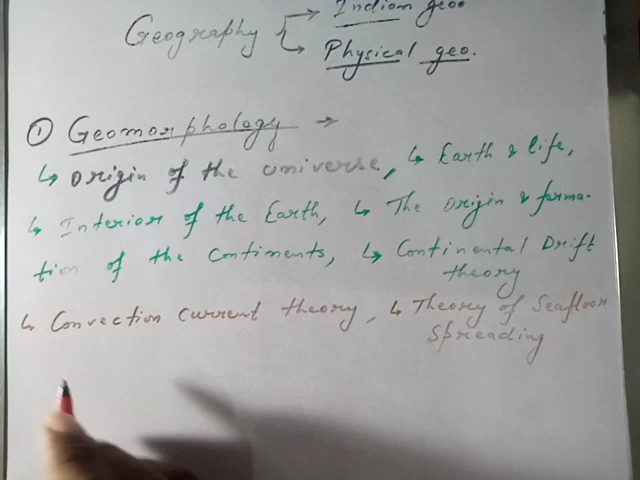 Geography { → Indian geo
↳ Physical geo.
① Geomorphology →
↳ Origin of the universe, ↳ Earth & life,
↳ Interior of the Earth, ↳ The Origin & forma-
tion of the Continents, ↳ Continental Drift
theory
↳ Convection Current theory, ↳ Theory of Seafloor
Spreading